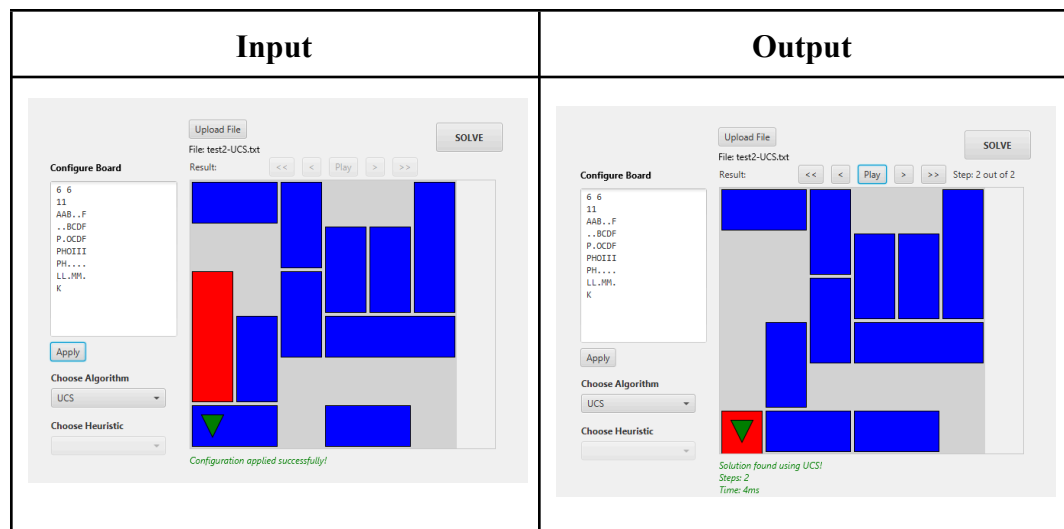 Input
Output
Upload File
SOLVE
File: test2-UCS.txt
Configure Board
Result:
<<
<
Play
>
>>
6 6
11
AAB..F
..BCDF
P.OCDF
PHOIII
PH....
LL.MM.
K
Apply
Choose Algorithm
UCS
Choose Heuristic
Configuration applied successfully!
Upload File
SOLVE
File: test2-UCS.txt
Configure Board
Result:
<<
<
Play
>
>>
Step: 2 out of 2
6 6
11
AAB..F
..BCDF
P.OCDF
PHOIII
PH....
LL.MM.
K
Apply
Choose Algorithm
UCS
Choose Heuristic
Solution found using UCS!
Steps: 2
Time: 4ms